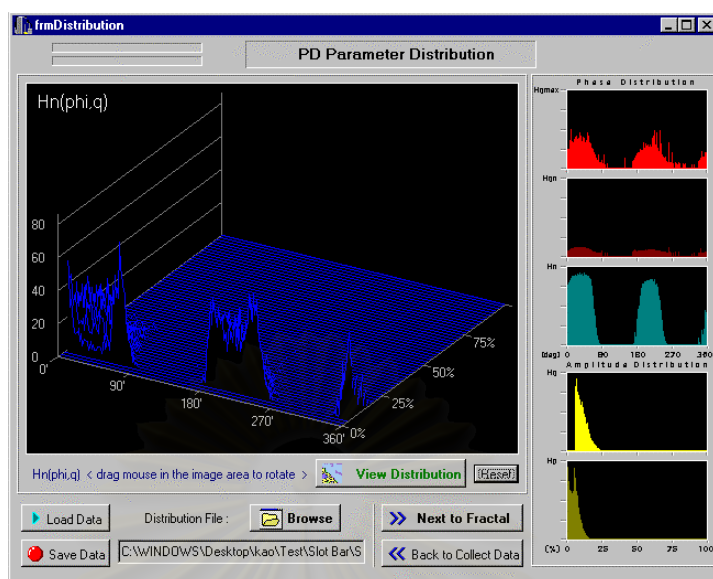 frmDistribution
PD Parameter Distribution
Hn(phi,q)
80
60
40
20
0
0'
90'
180'
270'
360'
0%
25%
50%
75%
Hn(phi,q) < drag mouse in the image area to rotate >
View Distribution
Reset
Phase Distribution
Hqmax
Hqn
Hn
(deg) 0 90 180 270 360
Amplitude Distribution
Hq
Hp
(%) 0 25 50 75 100
Load Data
Distribution File :
Browse
Next to Fractal
Save Data
C:\WINDOWS\Desktop\kao\Test\Slot Bar\S
Back to Collect Data